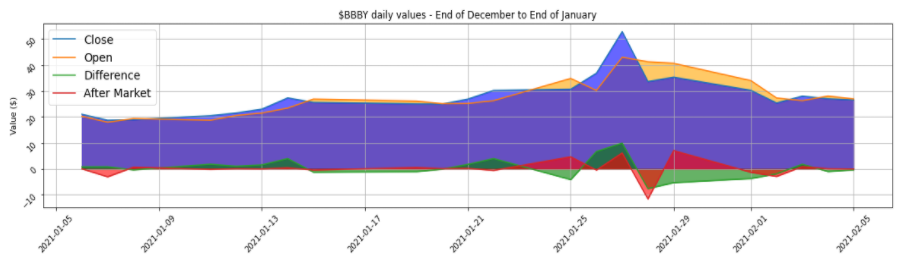 $BBBY daily values - End of December to End of January
Close
Open
Difference
After Market
Value ($)
50
40
30
20
10
0
-10
2021-01-05
2021-01-09
2021-01-13
2021-01-17
2021-01-21
2021-01-25
2021-01-29
2021-02-01
2021-02-05